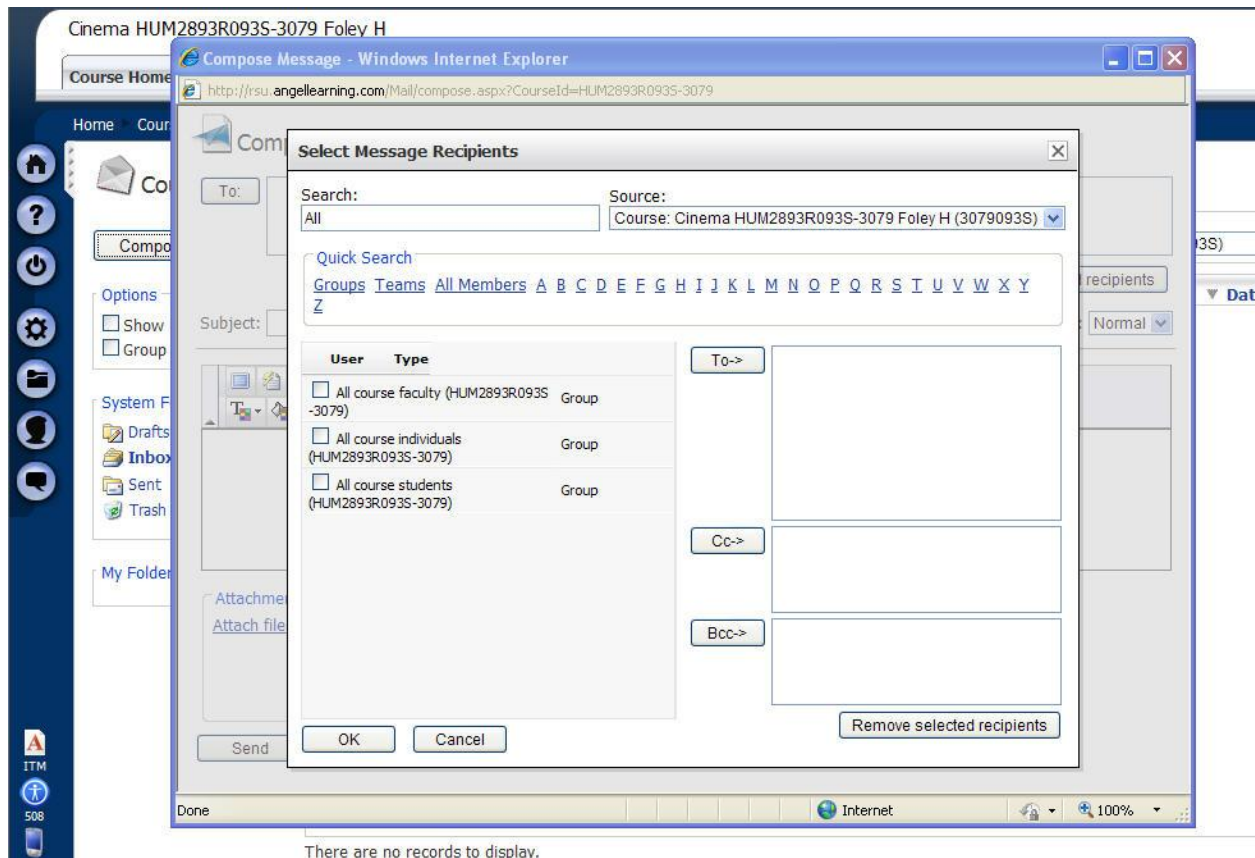 Cinema HUM2893R093S-3079 Foley H
Compose Message - Windows Internet Explorer
Course Home
http://rsu.angellearning.com/Mail/compose.aspx?CourseId=HUM2893R093S-3079
Home
Select Message Recipients
To:
Search:
Source:
All
Course: Cinema HUM2893R093S-3079 Foley H (3079093S)
Quick Search
Groups Teams All Members A B C D E F G H I J K L M N O P Q R S T U V W X Y
Z
recipients
Options
Show
Group
Subject:
Normal
User Type
To->
All course faculty (HUM2893R093S
-3079)
Group
All course individuals
(HUM2893R093S-3079)
Group
All course students
(HUM2893R093S-3079)
Group
System F
Drafts
Inbox
Sent
Trash
Cc->
My Folder
Attach file
Bcc->
Remove selected recipients
OK
Cancel
Send
ITM
508
Done
Internet
100%
There are no records to display.